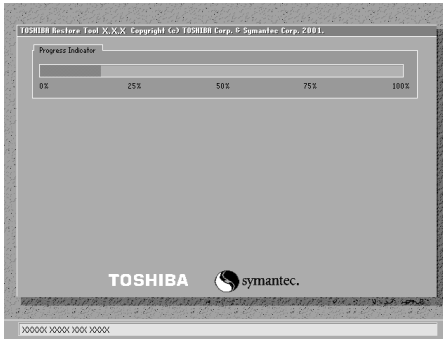 TOSHIBA Restore Tool X.X.X Copyright (c) TOSHIBA Corp. & Symantec Corp. 2001.
Progress Indicator
0% 25% 50% 75% 100%
TOSHIBA symantec.
XXXXX XXXX XXX XXXX